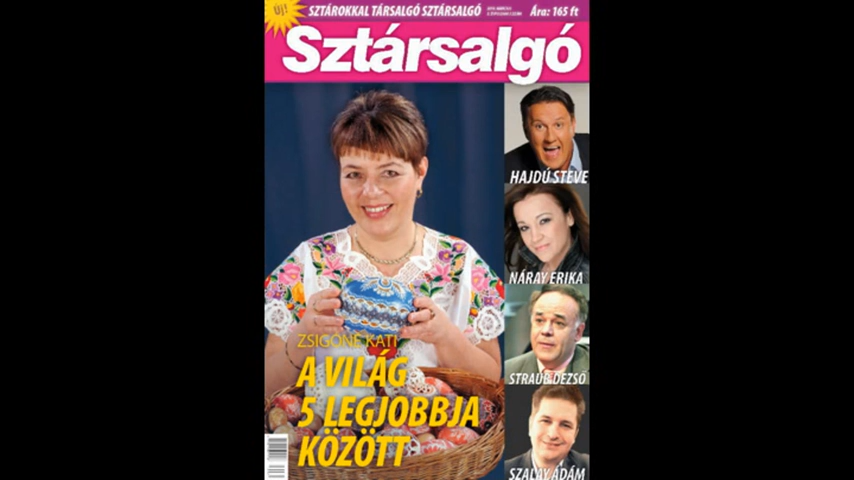 ÚJ!
SZTÁROKKAL TÁRSALGÓ SZTÁRSALGÓ
Ára: 165 ft
Sztársalgó
HAJDÚ STEVE
NÁRAY ERIKA
STRAUB DEZSŐ
SZALAY ÁDÁM
ZSIGÓNÉ KATI
A VILÁG
5 LEGJOBBJA
KÖZÖTT